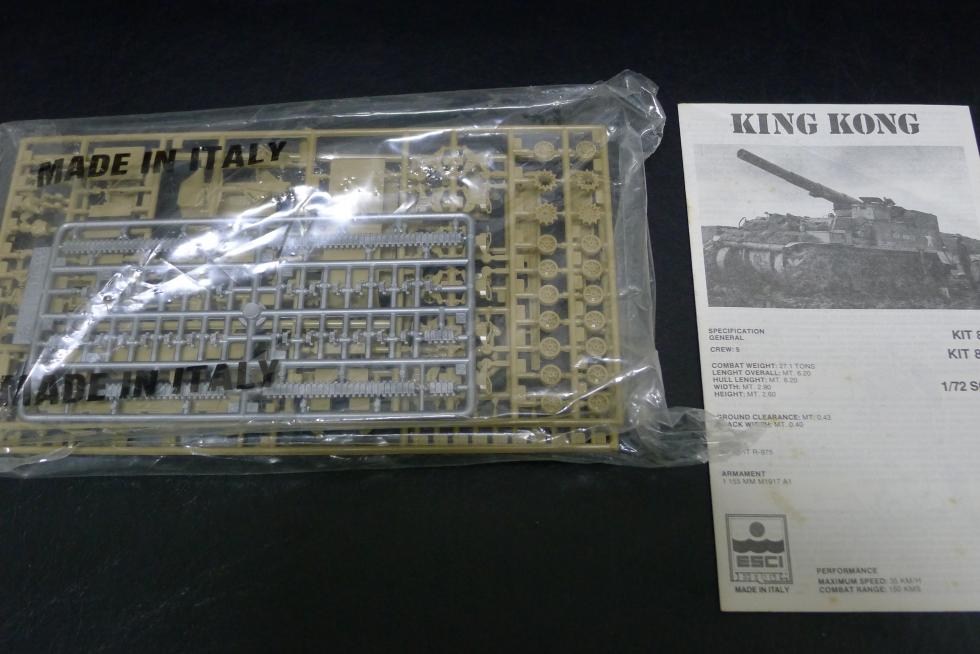 MADE IN ITALY
MADE IN ITALY
KING KONG
SPECIFICATION
GENERAL
CREW: 5
COMBAT WEIGHT: 27.1 TONS
LENGHT OVERALL: MT. 6.20
HULL LENGHT: MT. 6.20
WIDTH: MT. 2.90
HEIGHT: MT. 2.60
GROUND CLEARANCE: MT. 0.43
WIDTH: MT. 0.40
R-975
ARMAMENT
1 155 MM M1917 A1
KIT 8
KIT 8
1/72
ESCI
MADE IN ITALY
PERFORMANCE
MAXIMUM SPEED: 35 KM/H
COMBAT RANGE: 150 KMS